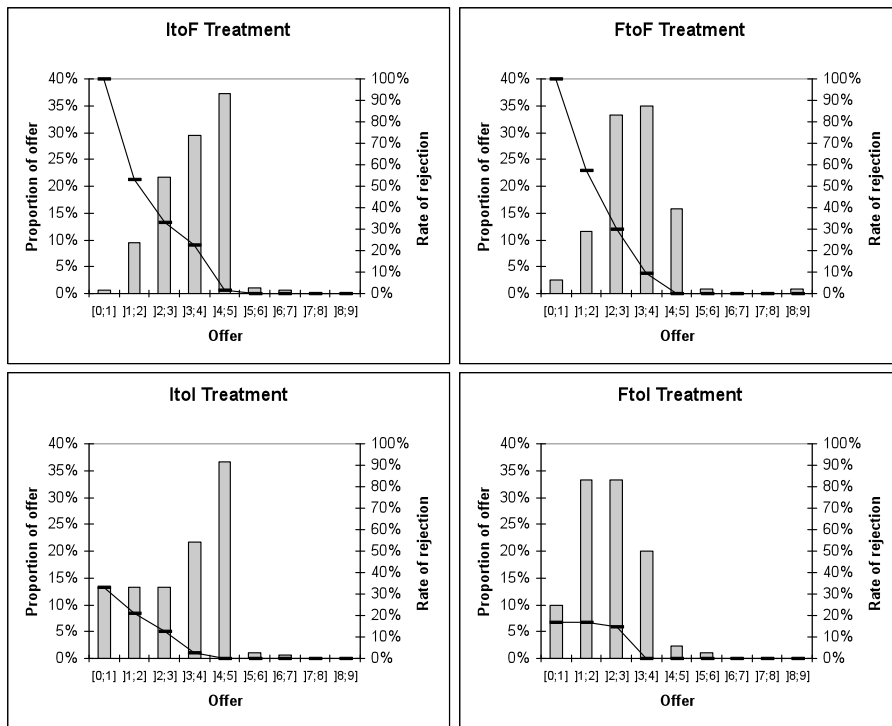 ItoF Treatment
40% 35% 30% 25% 20% 15% 10% 5% 0%
Proportion of offer
100% 90% 80% 70% 60% 50% 40% 30% 20% 10% 0%
Rate of rejection
[0;1] ]1;2] ]2;3] ]3;4] ]4;5] ]5;6] ]6;7] ]7;8] ]8;9]
Offer
FtoF Treatment
40% 35% 30% 25% 20% 15% 10% 5% 0%
Proportion of offer
100% 90% 80% 70% 60% 50% 40% 30% 20% 10% 0%
Rate of rejection
[0;1] ]1;2] ]2;3] ]3;4] ]4;5] ]5;6] ]6;7] ]7;8] ]8;9]
Offer
ItoI Treatment
40% 35% 30% 25% 20% 15% 10% 5% 0%
Proportion of offer
100% 90% 80% 70% 60% 50% 40% 30% 20% 10% 0%
Rate of rejection
[0;1] ]1;2] ]2;3] ]3;4] ]4;5] ]5;6] ]6;7] ]7;8] ]8;9]
Offer
FtoI Treatment
40% 35% 30% 25% 20% 15% 10% 5% 0%
Proportion of offer
100% 90% 80% 70% 60% 50% 40% 30% 20% 10% 0%
Rate of rejection
[0;1] ]1;2] ]2;3] ]3;4] ]4;5] ]5;6] ]6;7] ]7;8] ]8;9]
Offer